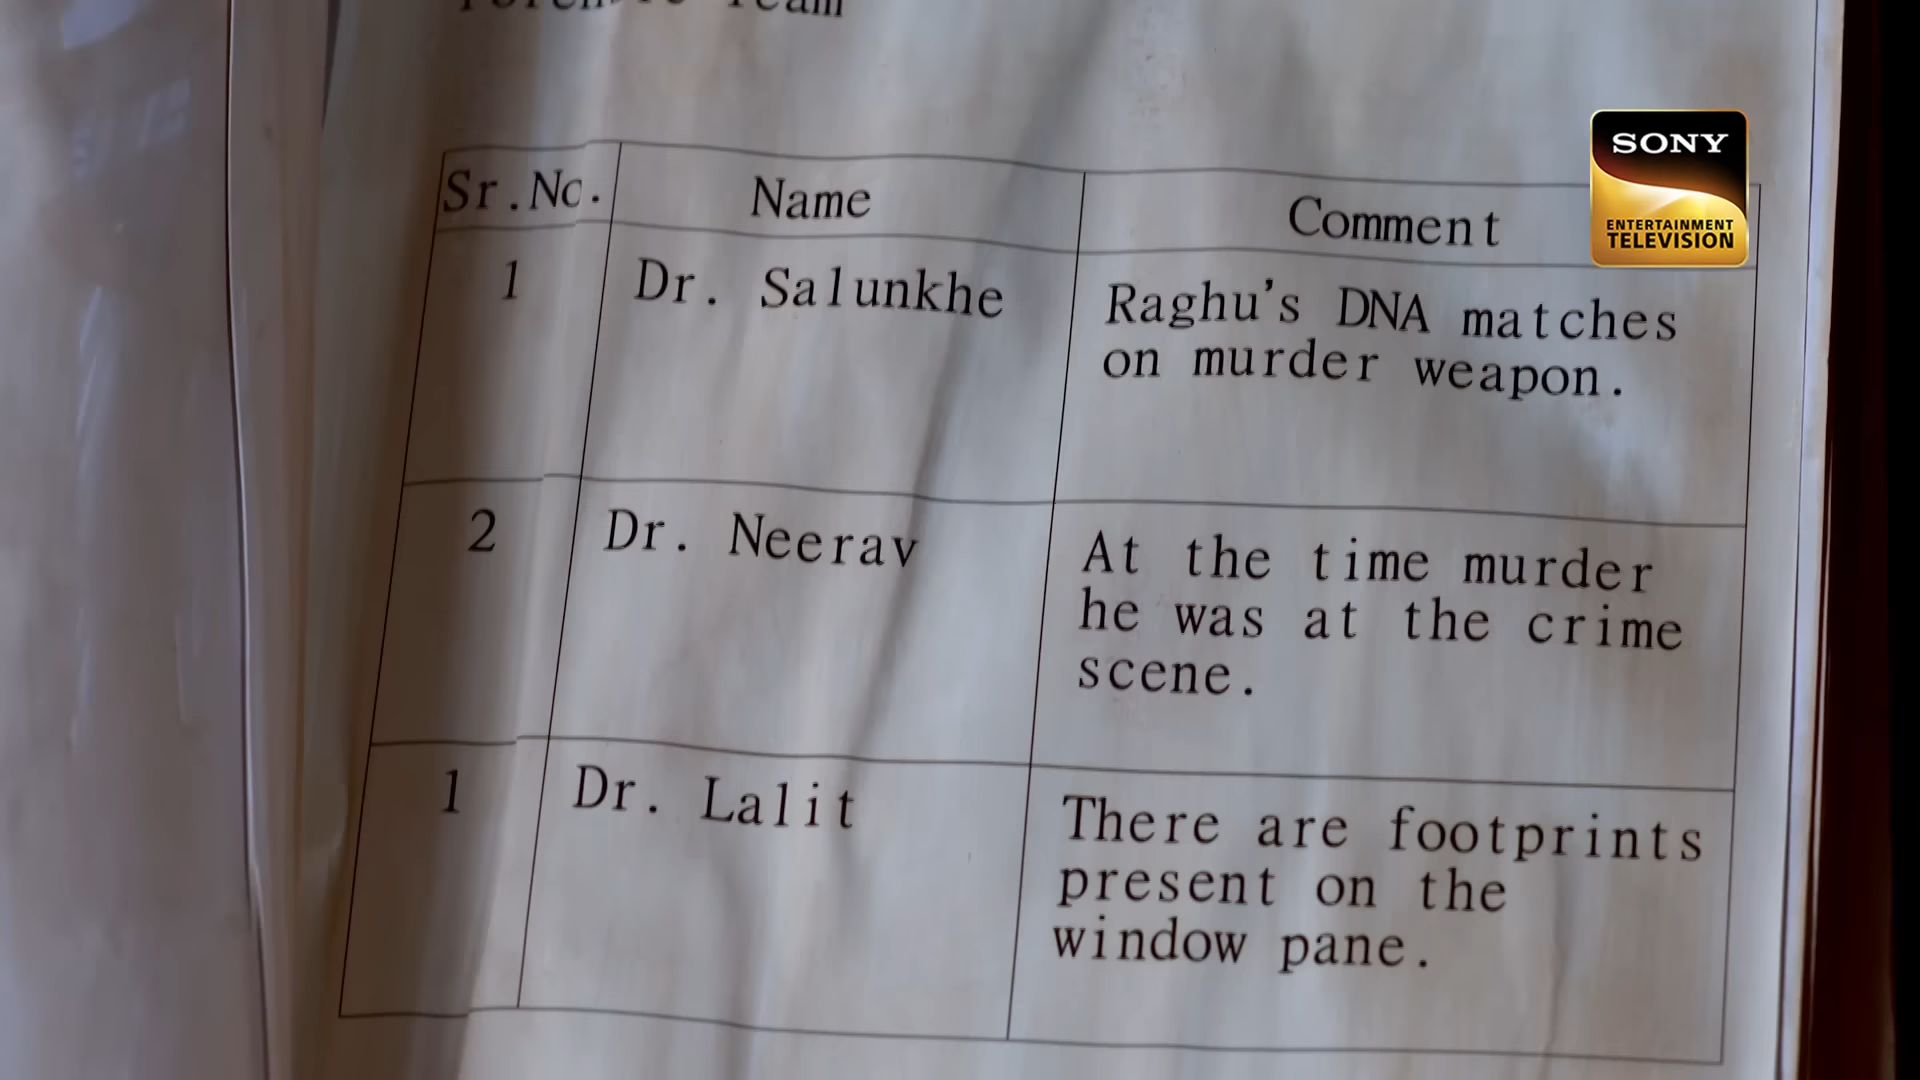 Forensic Team
SONY
ENTERTAINMENT
TELEVISION
Sr.No. Name Comment
1 Dr. Salunkhe Raghu's DNA matches
on murder weapon.
2 Dr. Neerav At the time murder
he was at the crime
scene.
1 Dr. Lalit There are footprints
present on the
window pane.